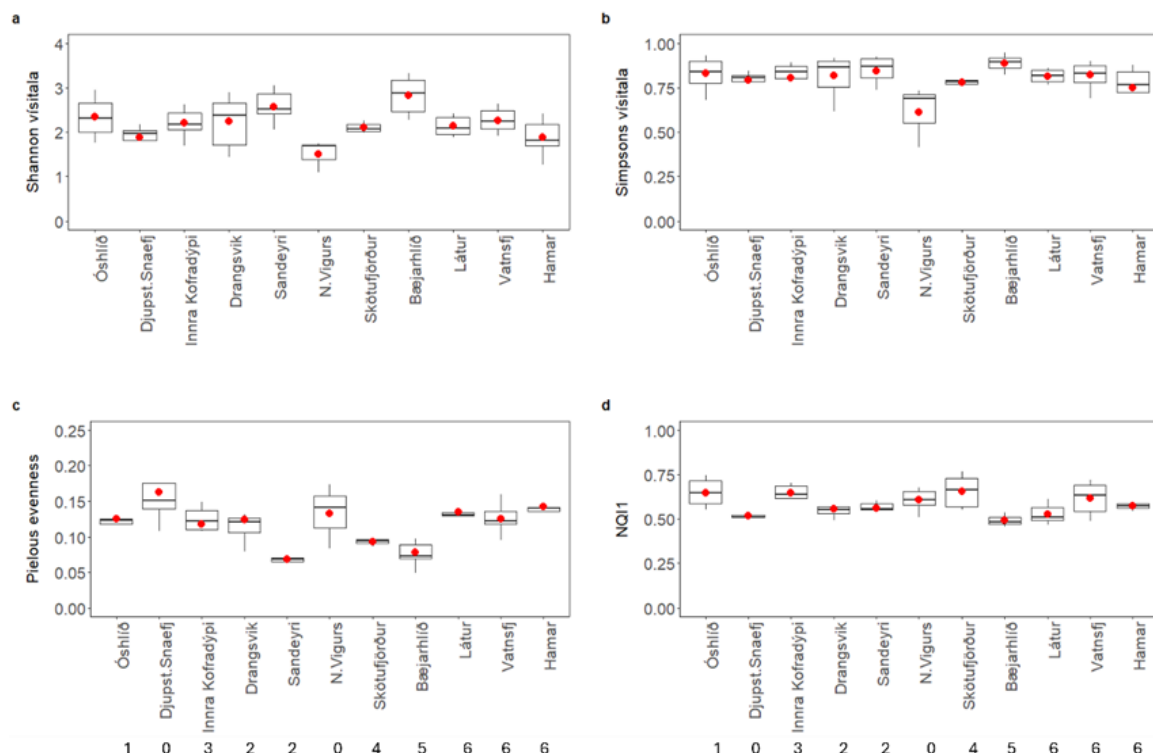 a
Shannon vísitala
4
3
2
1
0
Óshlíð
Djupst.Snaefj
Innra Kofradýpi
Drangsvik
Sandeyri
N.Vigurs
Skötufjörður
Bæjarhlíð
Látur
Vatnsfj
Hamar
b
Simpsons vísitala
1.00
0.75
0.50
0.25
0.00
Óshlíð
Djupst.Snaefj
Innra Kofradýpi
Drangsvik
Sandeyri
N.Vigurs
Skötufjörður
Bæjarhlíð
Látur
Vatnsfj
Hamar
c
Pielous evenness
0.25
0.20
0.15
0.10
0.05
0.00
Óshlíð
Djupst.Snaefj
Innra Kofradýpi
Drangsvik
Sandeyri
N.Vigurs
Skötufjörður
Bæjarhlíð
Látur
Vatnsfj
Hamar
1 0 3 2 2 0 4 5 6 6 6
d
NQI1
1.00
0.75
0.50
0.25
0.00
Óshlíð
Djupst.Snaefj
Innra Kofradýpi
Drangsvik
Sandeyri
N.Vigurs
Skötufjörður
Bæjarhlíð
Látur
Vatnsfj
Hamar
1 0 3 2 2 0 4 5 6 6 6